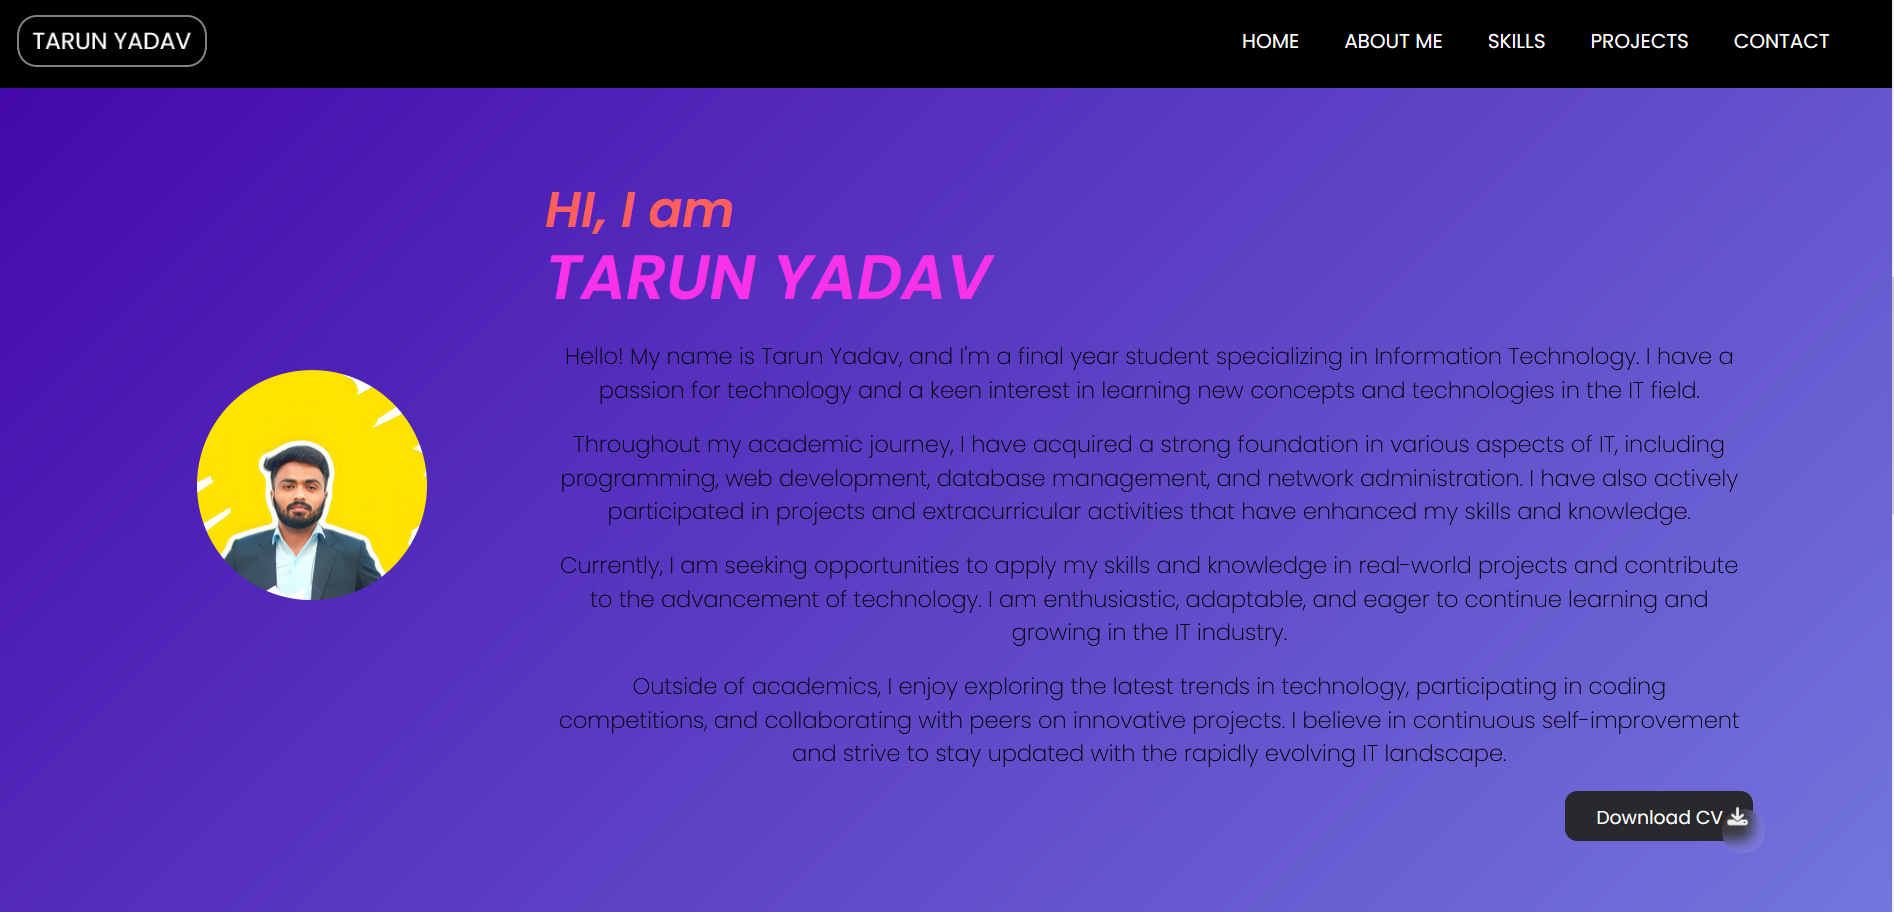 TARUN YADAV
HOME ABOUT ME SKILLS PROJECTS CONTACT
HI, I am
TARUN YADAV
Hello! My name is Tarun Yadav, and I'm a final year student specializing in Information Technology. I have a
passion for technology and a keen interest in learning new concepts and technologies in the IT field.
Throughout my academic journey, I have acquired a strong foundation in various aspects of IT, including
programming, web development, database management, and network administration. I have also actively
participated in projects and extracurricular activities that have enhanced my skills and knowledge.
Currently, I am seeking opportunities to apply my skills and knowledge in real-world projects and contribute
to the advancement of technology. I am enthusiastic, adaptable, and eager to continue learning and
growing in the IT industry.
Outside of academics, I enjoy exploring the latest trends in technology, participating in coding
competitions, and collaborating with peers on innovative projects. I believe in continuous self-improvement
and strive to stay updated with the rapidly evolving IT landscape.
Download CV